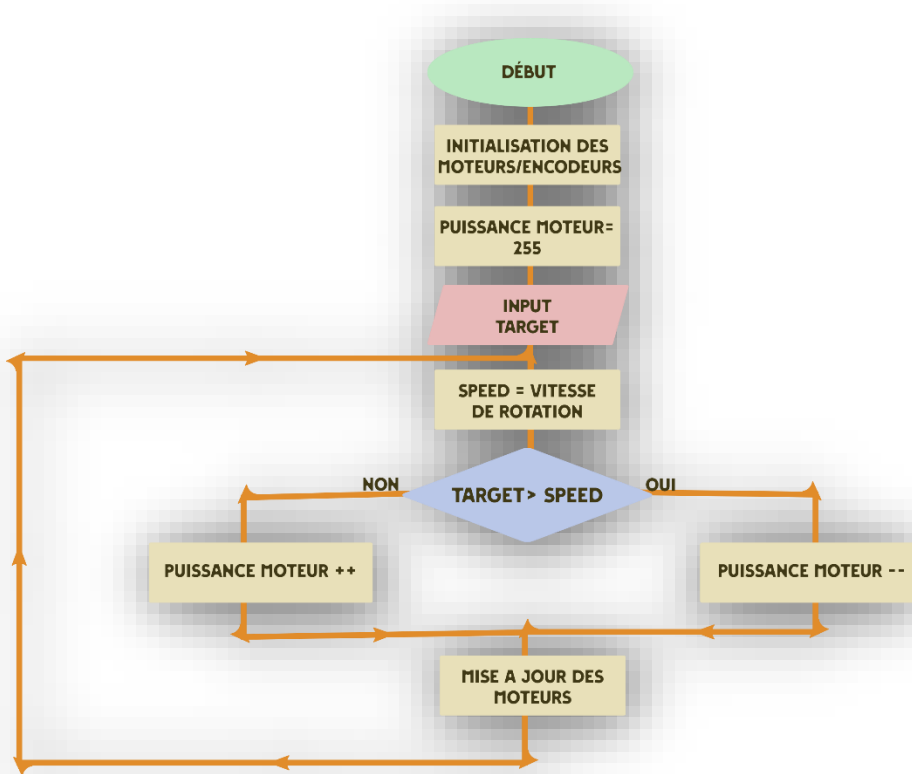 DÉBUT
INITIALISATION DES
MOTEURS/ENCODEURS
PUISSANCE MOTEUR=
255
INPUT
TARGET
SPEED = VITESSE
DE ROTATION
NON
TARGET> SPEED
OUI
PUISSANCE MOTEUR ++
PUISSANCE MOTEUR --
MISE A JOUR DES
MOTEURS